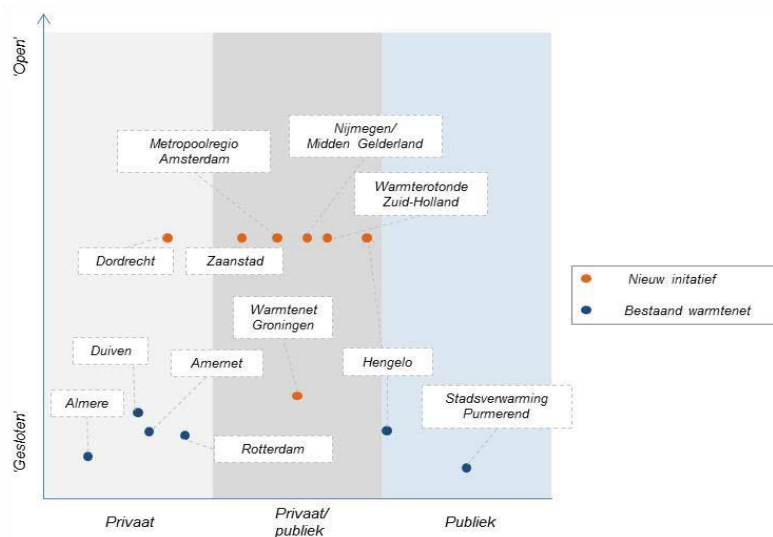 'Open'
Nijmegen/
Midden Gelderland
Metropoolregio
Amsterdam
Warmterotonde
Zuid-Holland
Dordrecht
Zaanstad
Nieuw initatief
Bestaand warmtenet
Warmtenet
Groningen
Duiven
Amernet
Hengelo
Almere
Stadsverwarming
Purmerend
Rotterdam
'Gesloten'
Privaat
Privaat/
publiek
Publiek